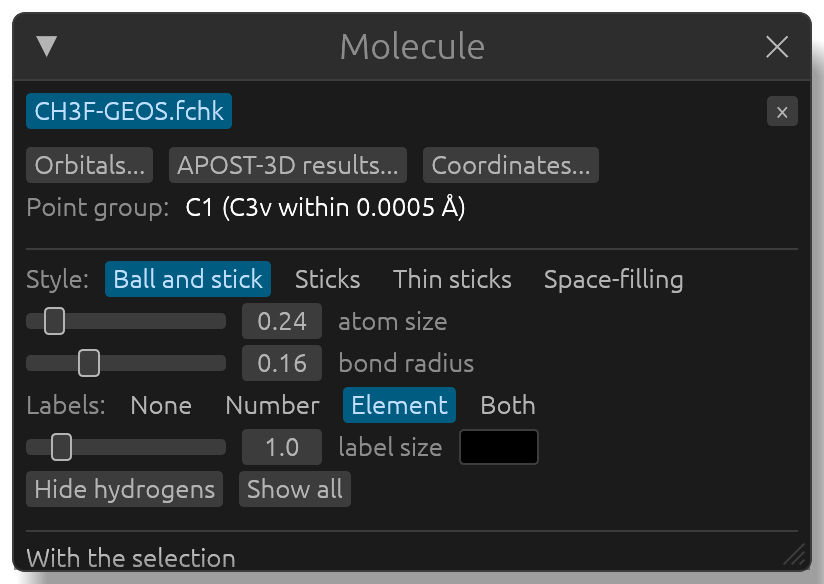 Molecule
CH3F-GEOS.fchk x
Orbitals... APOST-3D results... Coordinates...
Point group: C1 (C3v within 0.0005 Å)
Style: Ball and stick Sticks Thin sticks Space-filling
0.24 atom size
0.16 bond radius
Labels: None Number Element Both
1.0 label size
Hide hydrogens Show all
With the selection